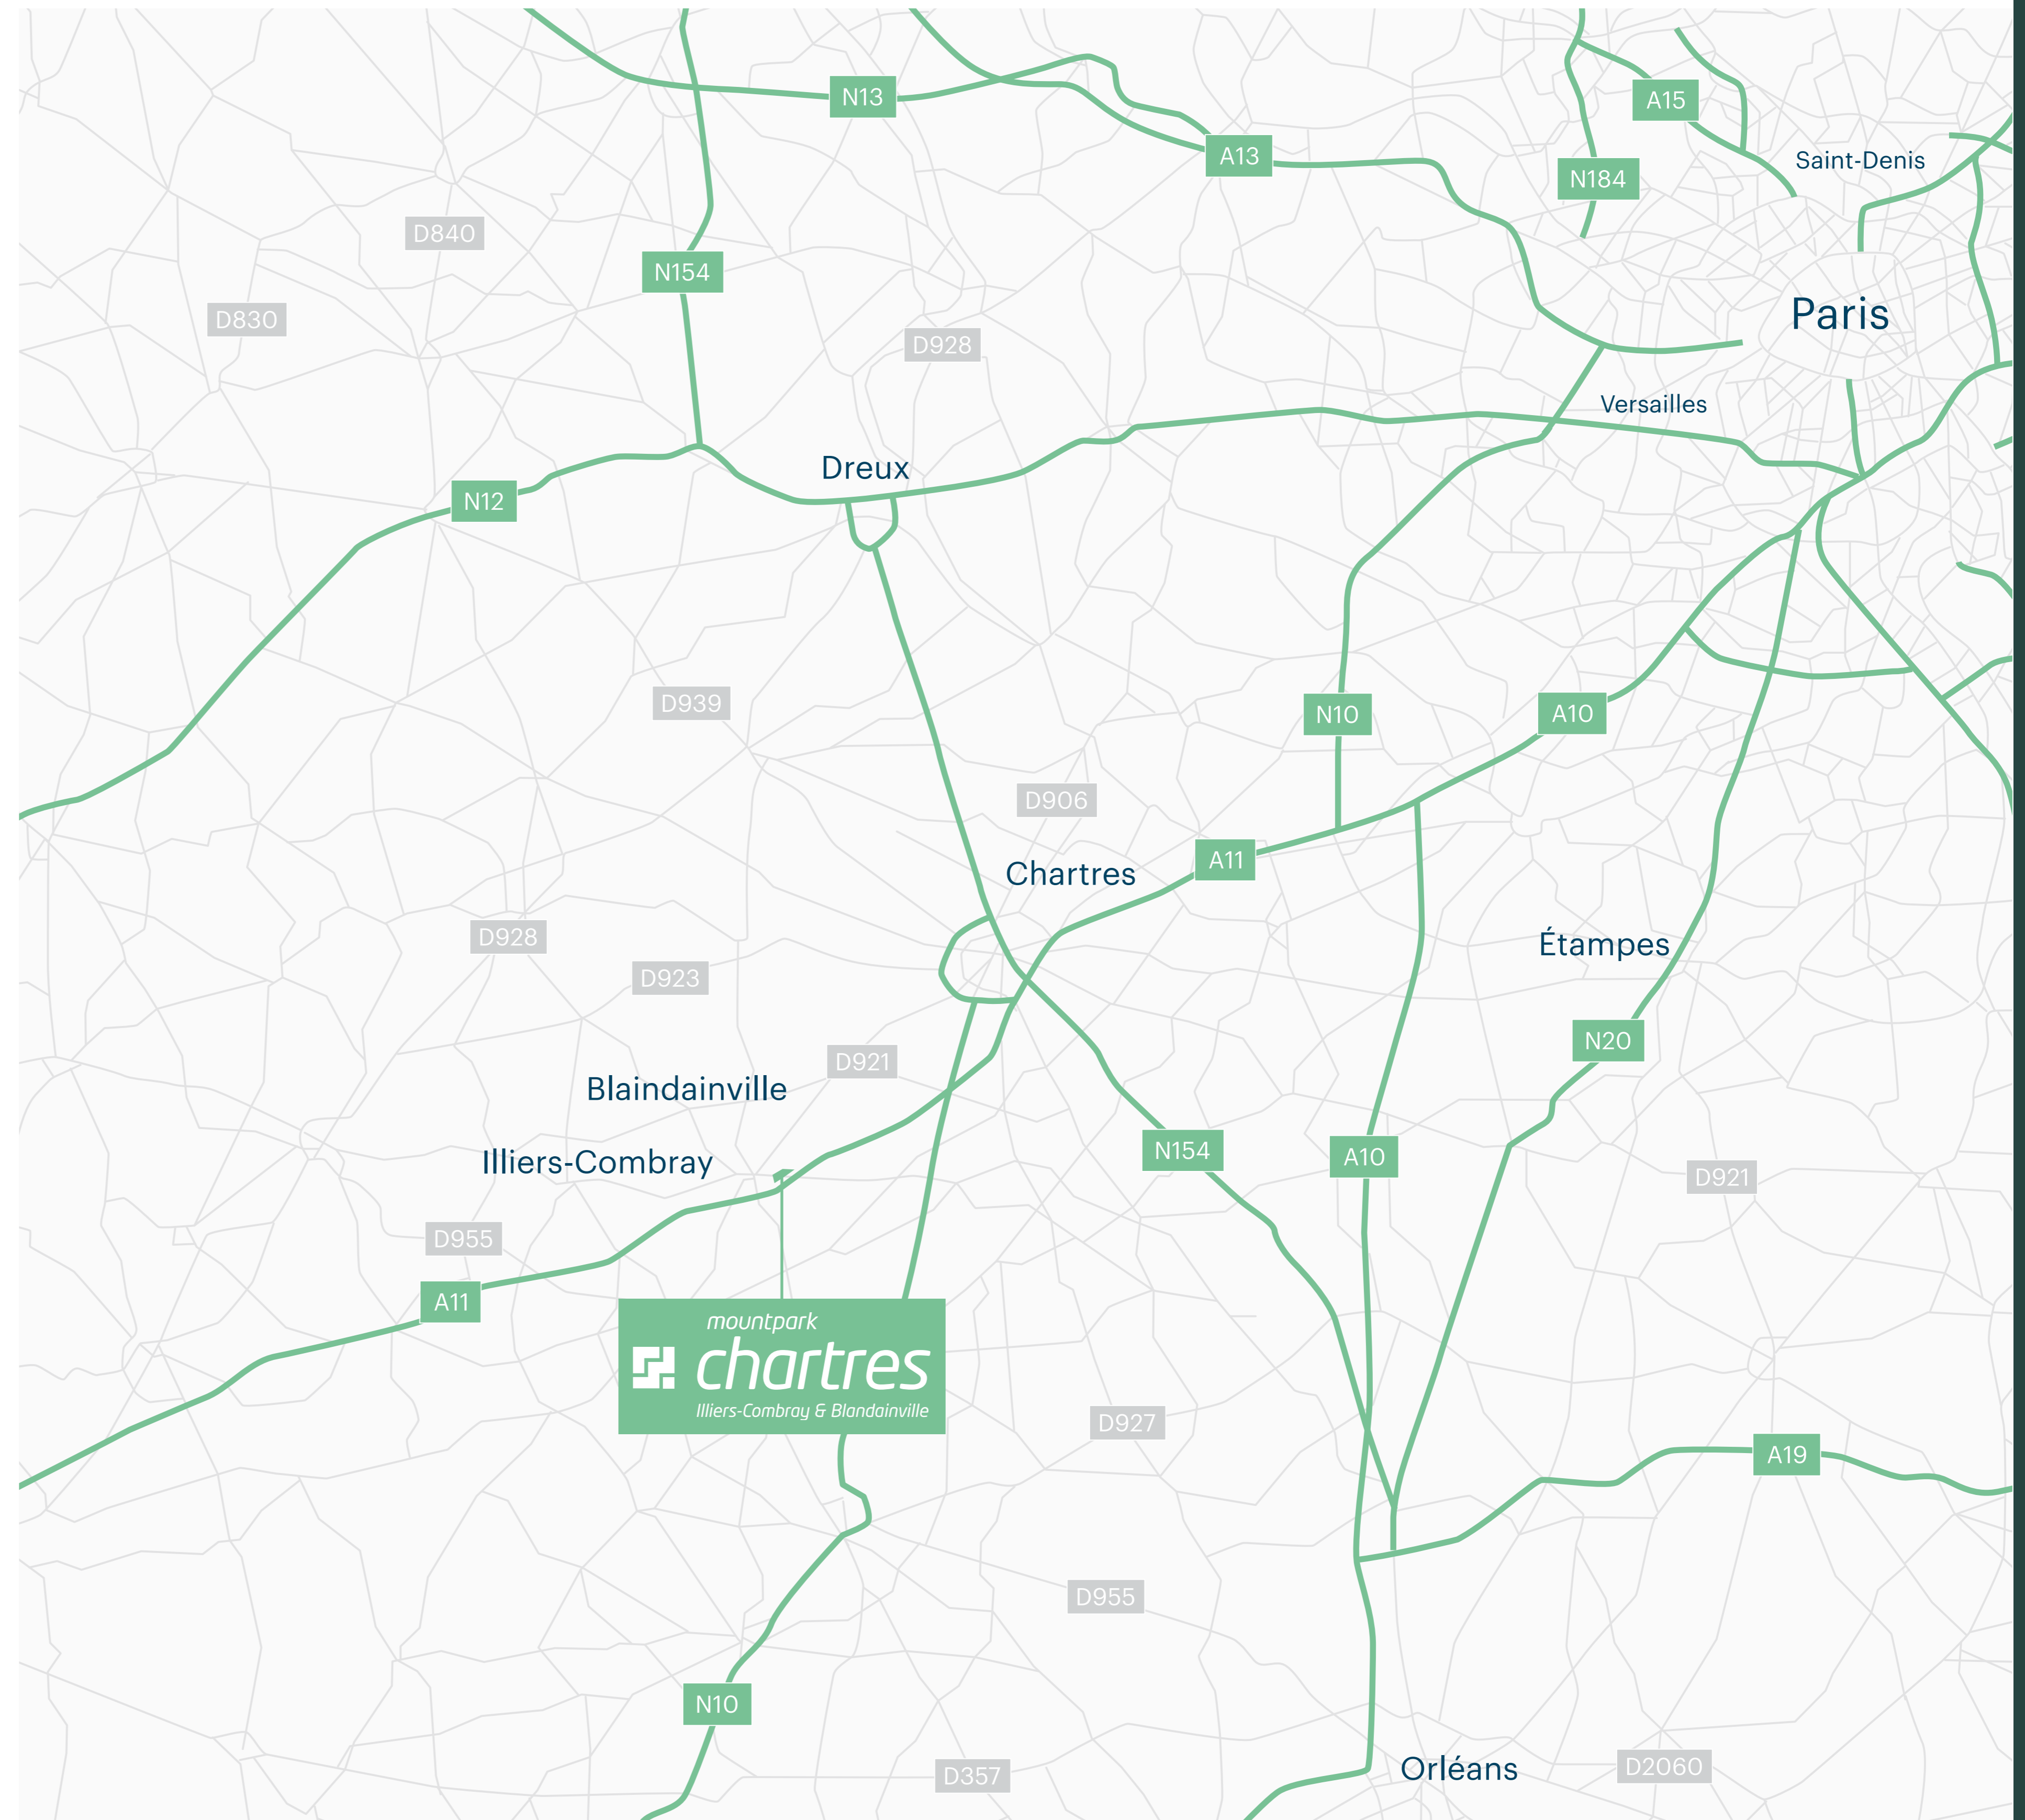 N13
A15
A13
Saint-Denis
N184
D840
N154
Paris
D830
D928
Versailles
Dreux
N12
D939
N10
A10
D906
A11
Chartres
D928
Étampes
D923
N20
D921
Blaindainville
N154
A10
Illiers-Combray
D921
D955
A11
mountpark
chartres
Illiers-Combray & Blandainville
D927
A19
D955
N10
Orléans
D2060
D357